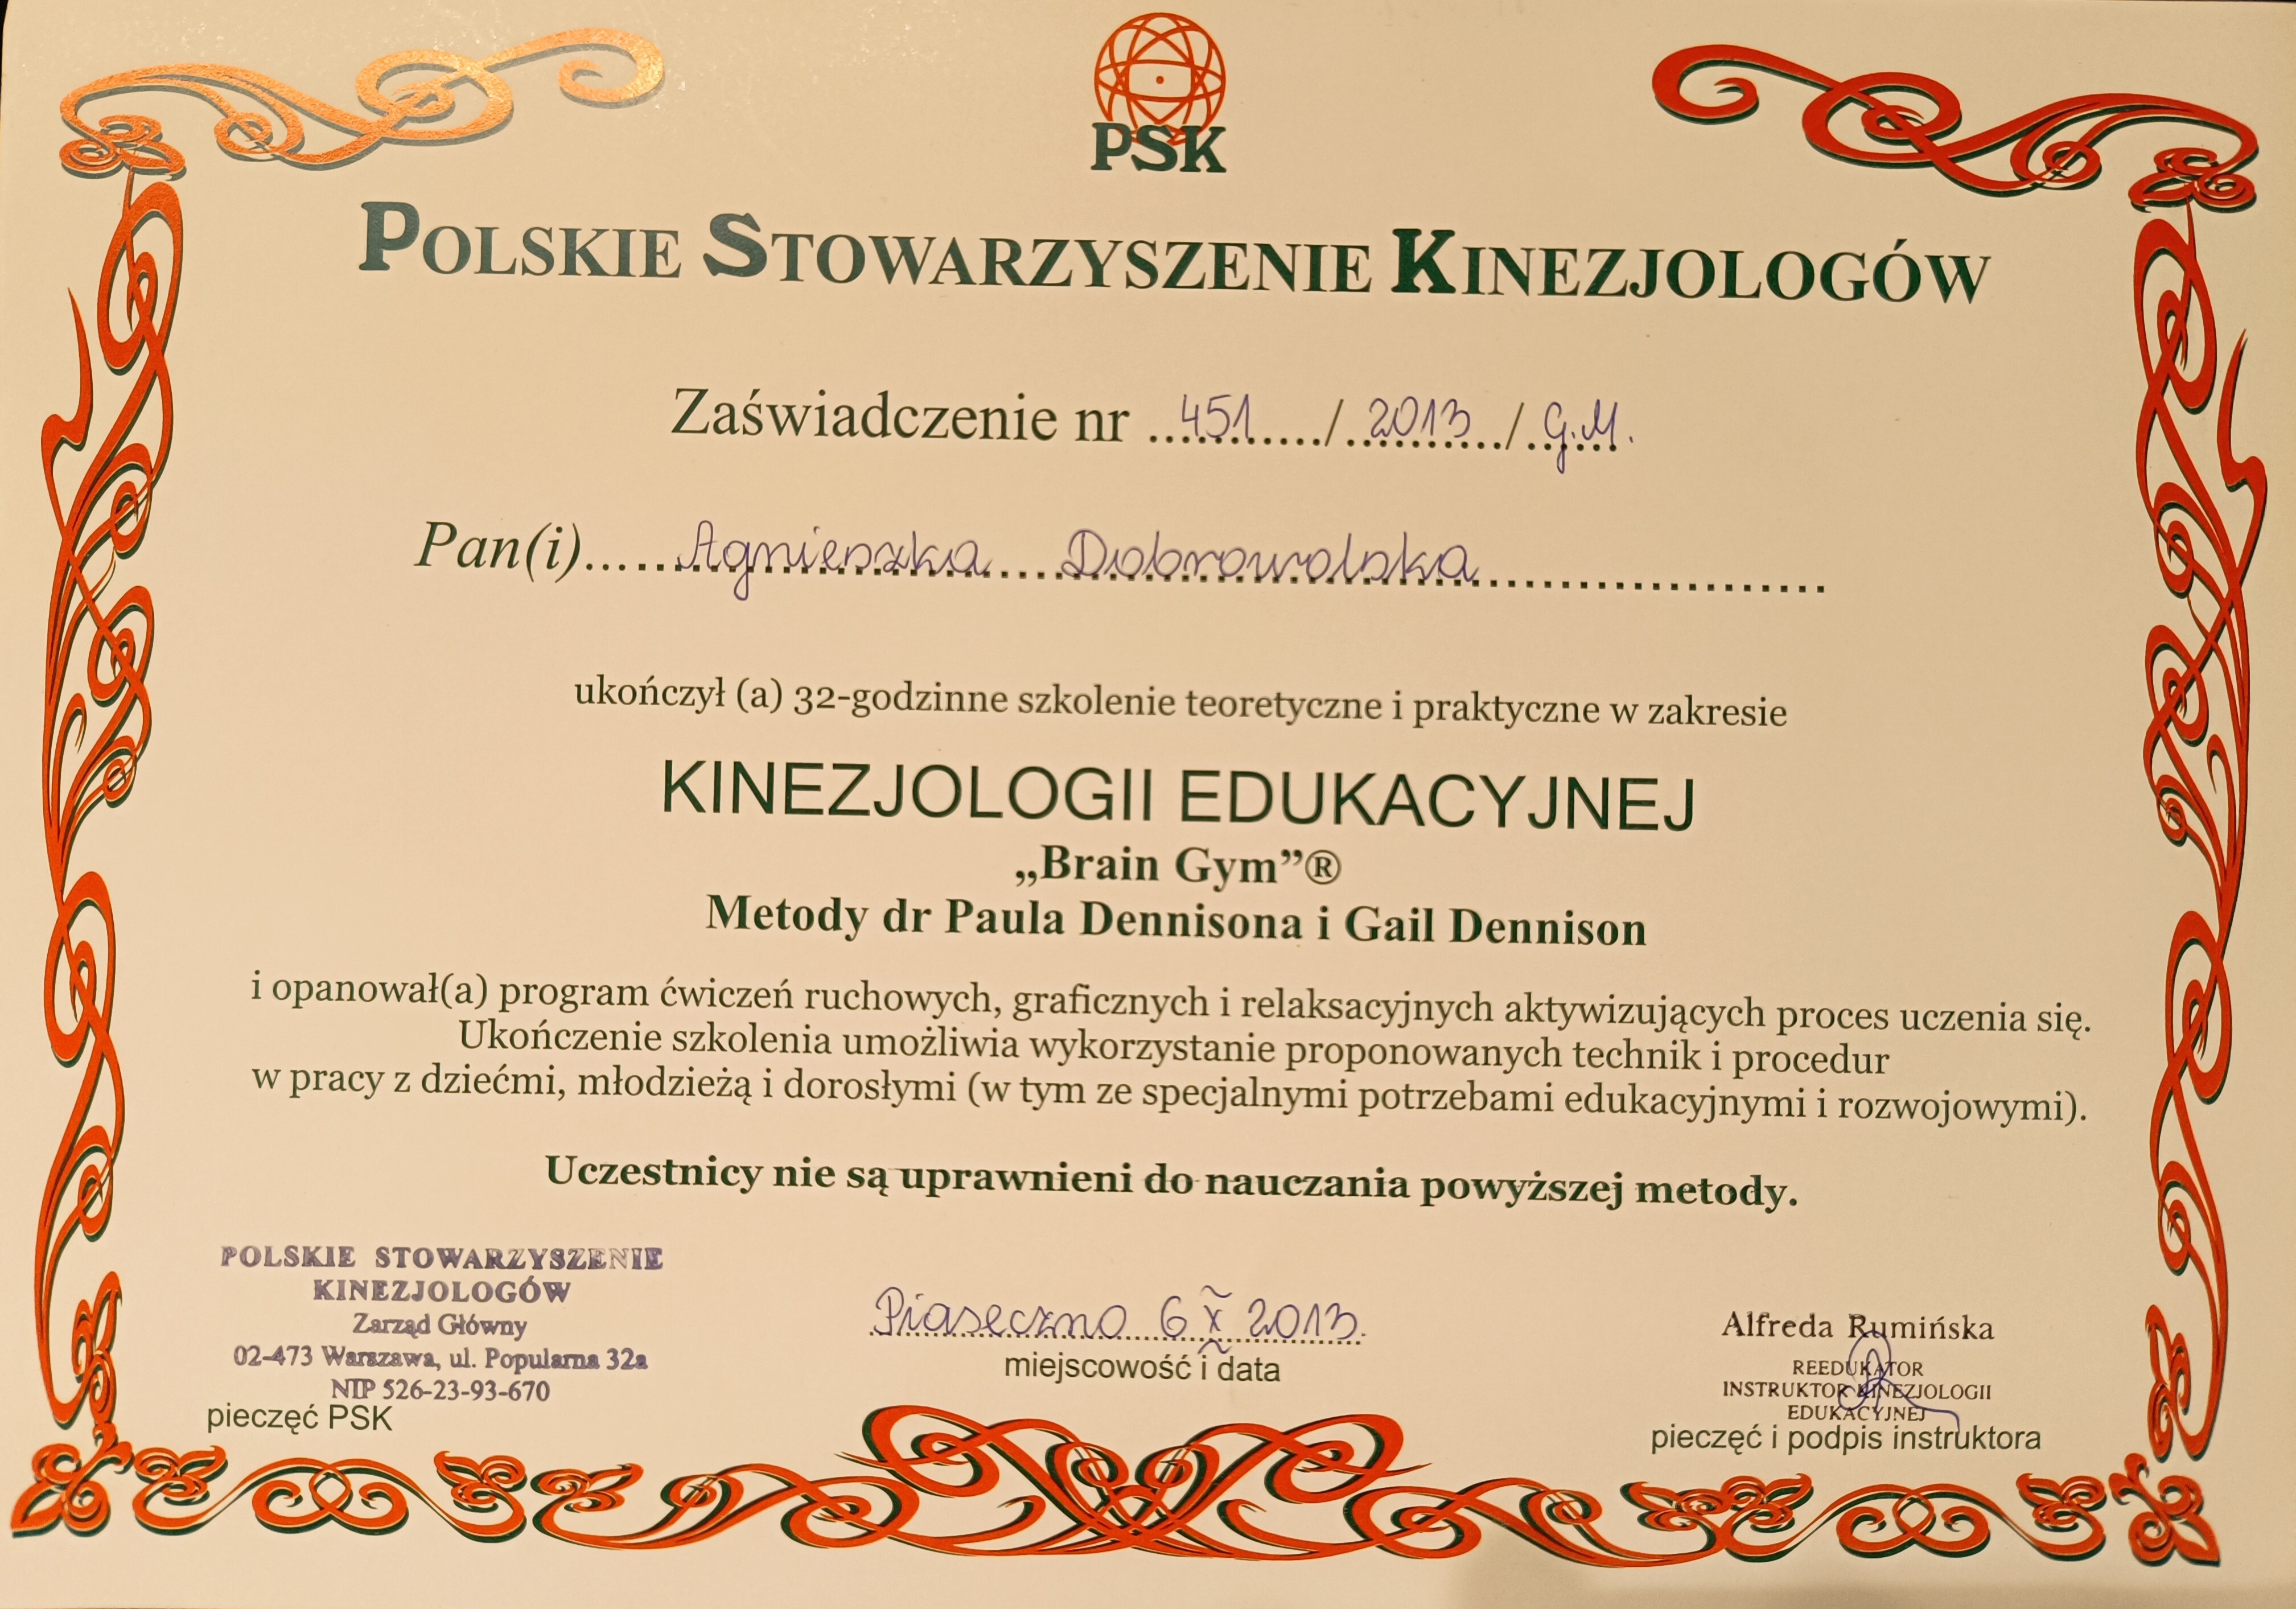 PSK
POLSKIE STOWARZYSZENIE KINEZJOLOGÓW
Zaświadczenie nr ...451.../...2013.../...G.M.
Pan(i)...Agnieszka Dobrowolska...
ukończył (a) 32-godzinne szkolenie teoretyczne i praktyczne w zakresie
KINEZJOLOGII EDUKACYJNEJ
„Brain Gym”®
Metody dr Paula Dennisona i Gail Dennison
i opanował(a) program ćwiczeń ruchowych, graficznych i relaksacyjnych aktywizujących proces uczenia się.
Ukończenie szkolenia umożliwia wykorzystanie proponowanych technik i procedur
w pracy z dziećmi, młodzieżą i dorosłymi (w tym ze specjalnymi potrzebami edukacyjnymi i rozwojowymi).
Uczestnicy nie są uprawnieni do nauczania powyższej metody.
POLSKIE STOWARZYSZENIE
KINEZJOLOGÓW
Zarząd Główny
02-473 Warszawa, ul. Popularna 32a
NIP 526-23-93-670
pieczęć PSK
Piaseczno 6 X 2013
miejscowość i data
Alfreda Rumińska
REEDUKATOR
INSTRUKTOR KINEZJOLOGII
EDUKACYJNEJ
pieczęć i podpis instruktora